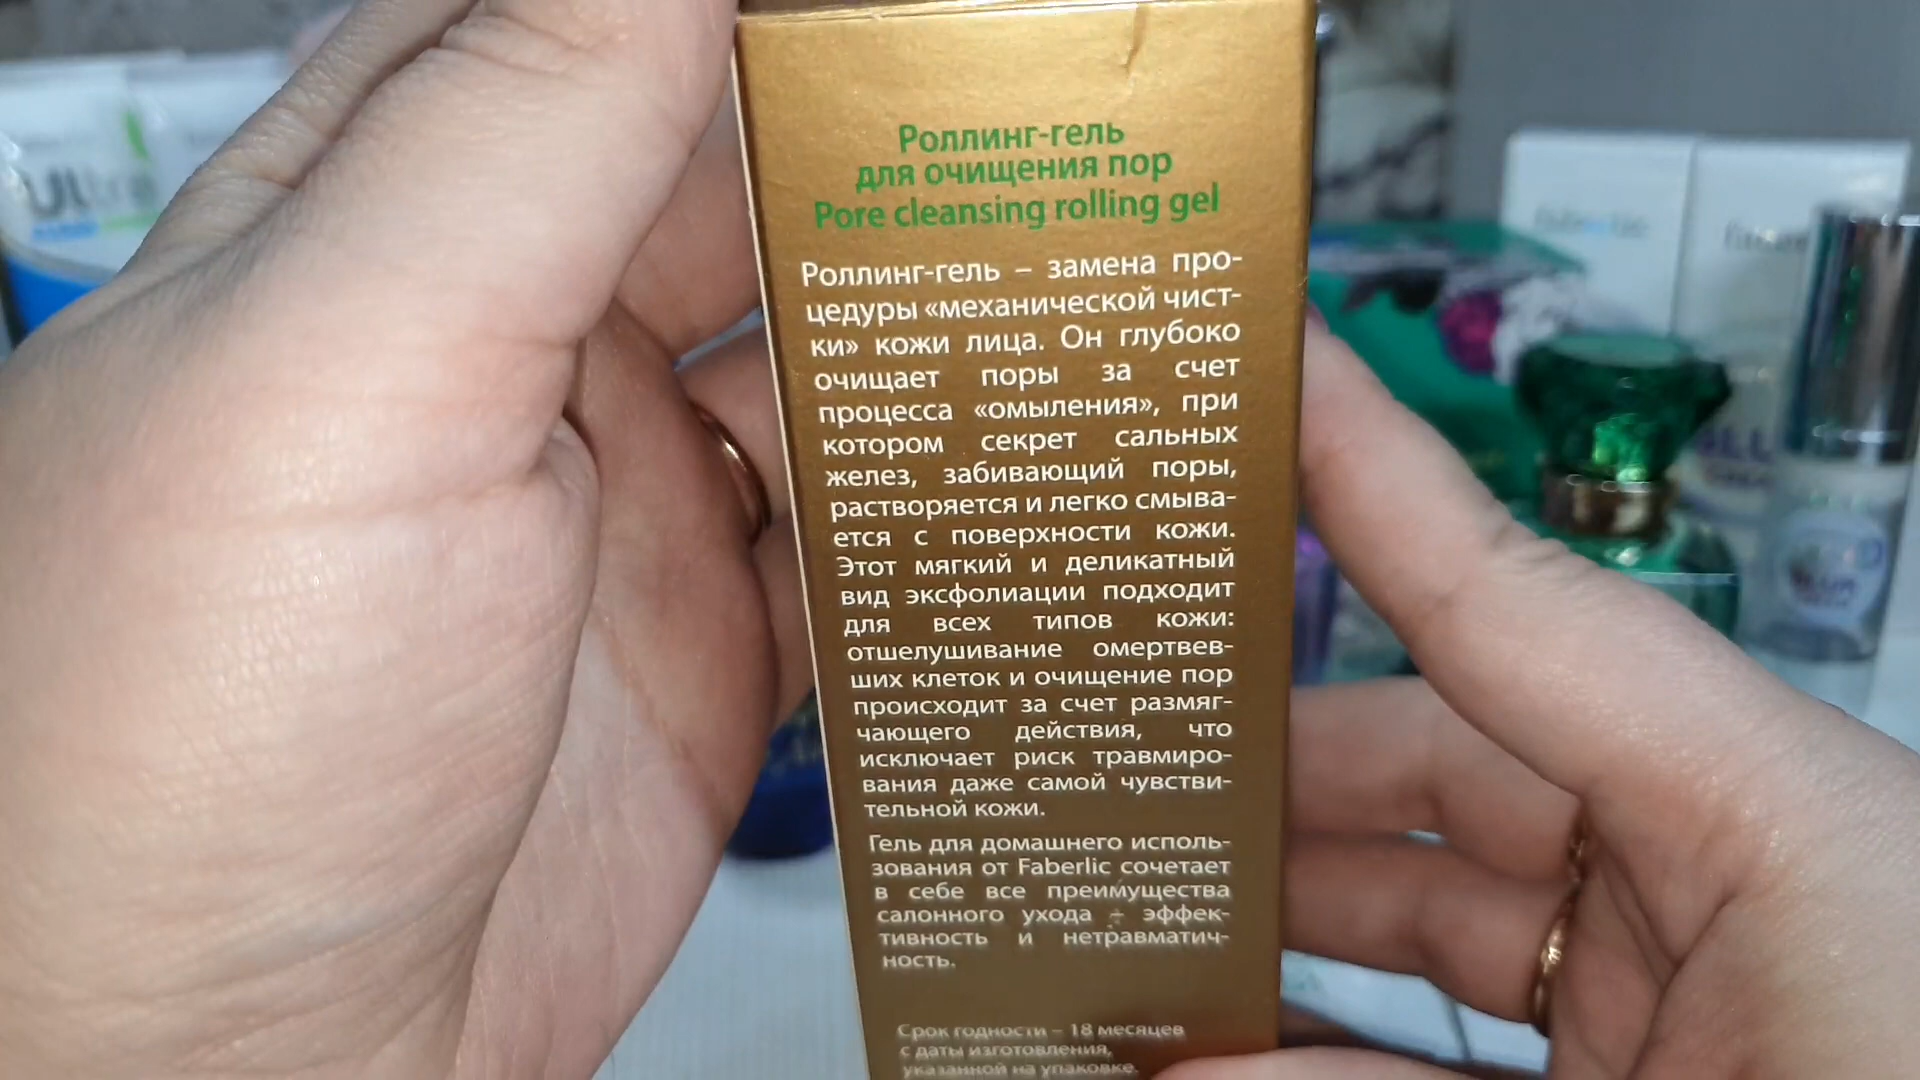 Роллинг-гель
для очищения пор
Pore cleansing rolling gel
Роллинг-гель – замена про-
цедуры «механической чист-
ки» кожи лица. Он глубоко
очищает поры за счет
процесса «омыления», при
котором секрет сальных
желез, забивающий поры,
растворяется и легко смыва-
ется с поверхности кожи.
Этот мягкий и деликатный
вид эксфолиации подходит
для всех типов кожи:
отшелушивание омертвев-
ших клеток и очищение пор
происходит за счет размяг-
чающего действия, что
исключает риск травмиро-
вания даже самой чувстви-
тельной кожи.
Гель для домашнего исполь-
зования от Faberlic сочетает
в себе все преимущества
салонного ухода – эффек-
тивность и нетравматич-
ность.
Срок годности – 18 месяцев
с даты изготовления,
указанной на упаковке.